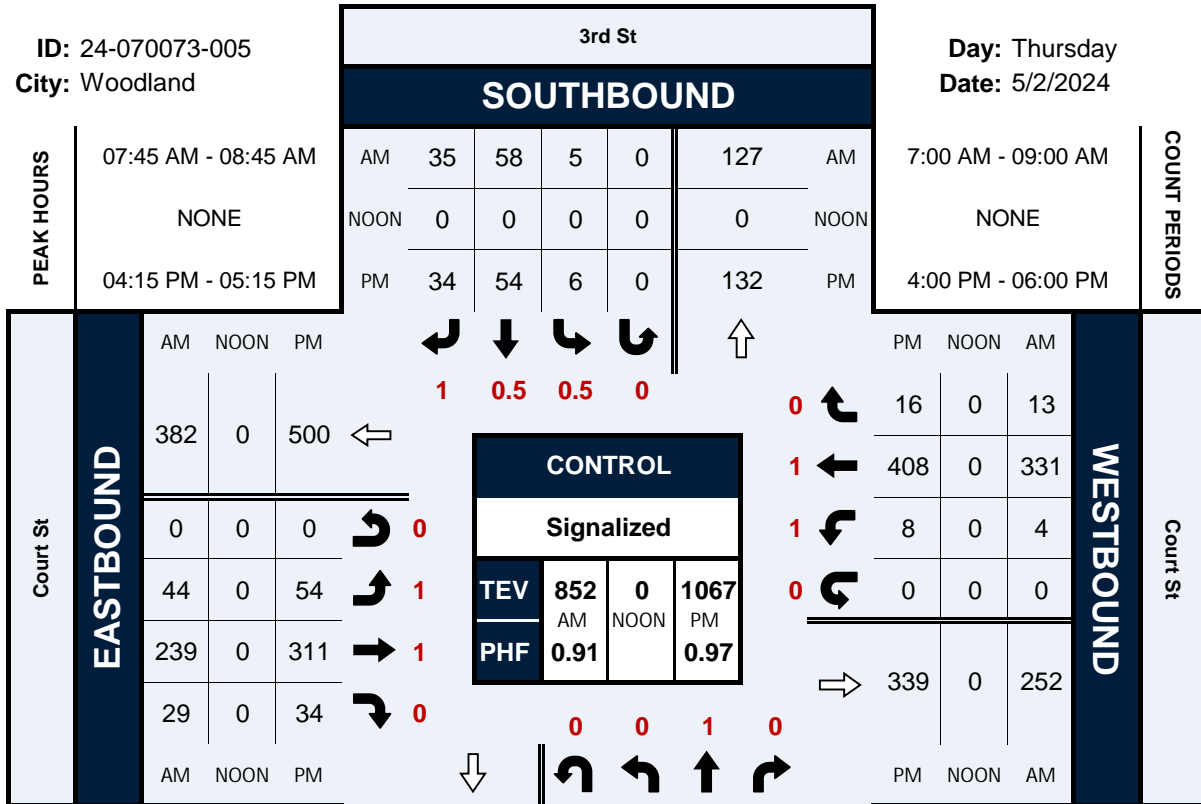 3rd St
ID: 24-070073-005
Day: Thursday
City: Woodland
SOUTHBOUND
Date: 5/2/2024
PEAK HOURS
07:45 AM - 08:45 AM
AM 35 58 5 0 127 AM
7:00 AM - 09:00 AM
COUNT PERIODS
NONE
NOON 0 0 0 0 0 NOON
NONE
04:15 PM - 05:15 PM
PM 34 54 6 0 132 PM
4:00 PM - 06:00 PM
AM NOON PM
PM NOON AM
1 0.5 0.5 0
0 16 0 13
382 0 500
CONTROL
1 408 0 331
Court St
EASTBOUND
WESTBOUND
Court St
0 0 0 0
Signalized
1 8 0 4
44 0 54 1
TEV 852 0 1067
AM NOON PM
0 0 0 0
239 0 311 1
PHF 0.91 0.97
339 0 252
29 0 34 0
0 0 1 0
AM NOON PM
PM NOON AM